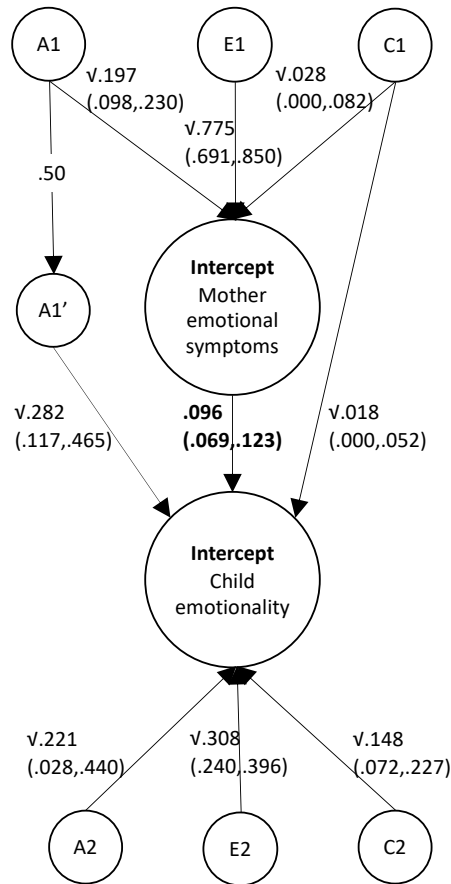 A1
E1
C1
√.197
(.098,.230)
√.028
(.000,.082)
√.775
(.691,.850)
.50
Intercept
Mother
emotional
symptoms
A1’
√.282
(.117,.465)
.096
(.069,.123)
√.018
(.000,.052)
Intercept
Child
emotionality
√.221
(.028,.440)
√.308
(.240,.396)
√.148
(.072,.227)
A2
E2
C2